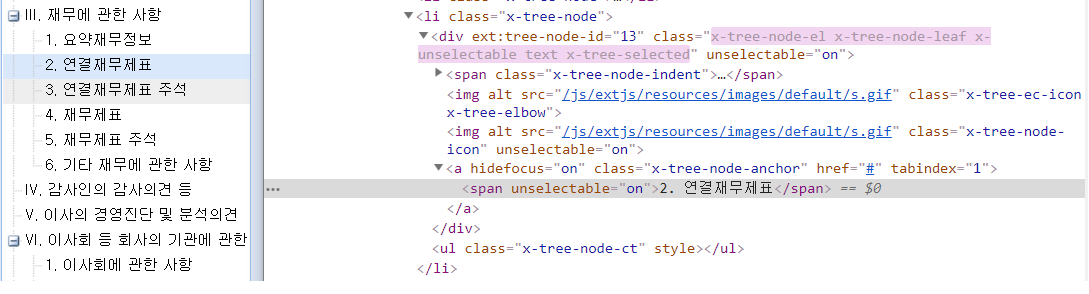 III. 재무에 관한 사항
1. 요약재무정보
2. 연결재무제표
3. 연결재무제표 주석
4. 재무제표
5. 재무제표 주석
6. 기타 재무에 관한 사항
IV. 감사인의 감사의견 등
V. 이사의 경영진단 및 분석의견
VI. 이사회 등 회사의 기관에 관한
1. 이사회에 관한 사항
▼<li class="x-tree-node">
▼<div ext:tree-node-id="13" class="x-tree-node-el x-tree-node-leaf x-
unselectable text x-tree-selected" unselectable="on">
▶<span class="x-tree-node-indent">…</span>
<img alt src="/js/extjs/resources/images/default/s.gif" class="x-tree-ec-icon
x-tree-elbow">
<img alt src="/js/extjs/resources/images/default/s.gif" class="x-tree-node-
icon" unselectable="on">
▼<a hidefocus="on" class="x-tree-node-anchor" href="#" tabindex="1">
… <span unselectable="on">2. 연결재무제표</span> == $0
</a>
</div>
<ul class="x-tree-node-ct" style></ul>
</li>